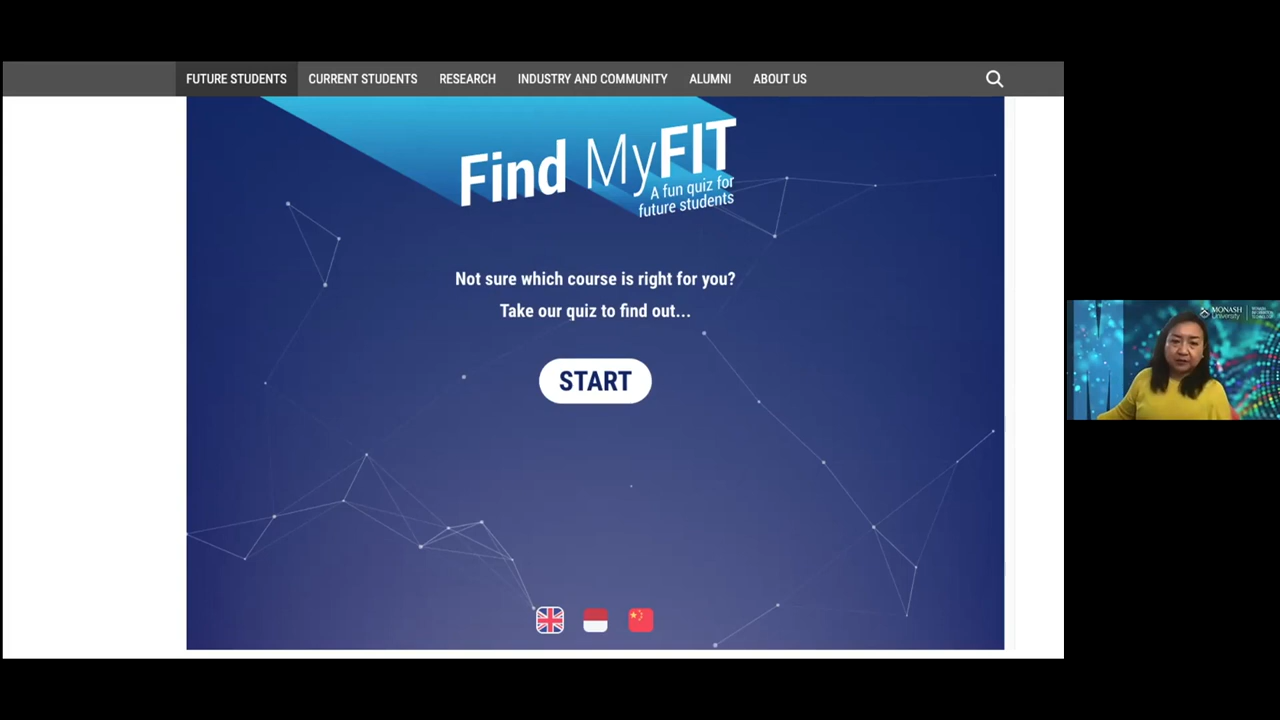 FUTURE STUDENTS CURRENT STUDENTS RESEARCH INDUSTRY AND COMMUNITY ALUMNI ABOUT US
Find MyFIT
A fun quiz for
future students
Not sure which course is right for you?
Take our quiz to find out...
START
MONASH
University